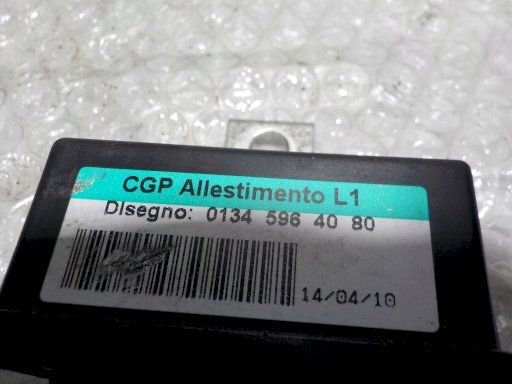 CGP Allestimento L1
Disegno: 0134 596 40 80
14/04/10